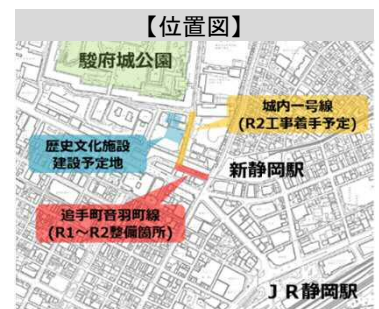 【位置図】
駿府城公園
城内一号線
(R2工事着手予定)
歴史文化施設
建設予定地
新静岡駅
追手町音羽町線
(R1～R2整備箇所)
ＪＲ静岡駅